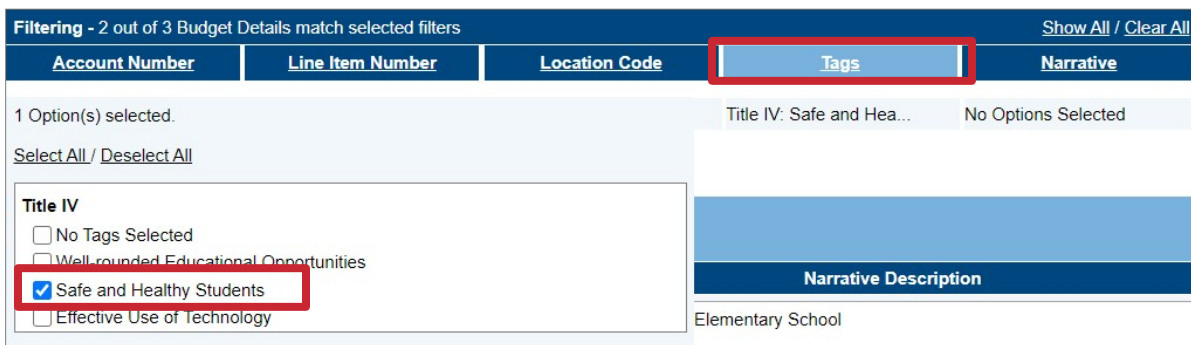 Filtering - 2 out of 3 Budget Details match selected filters Show All / Clear All
Account Number Line Item Number Location Code Tags Narrative
1 Option(s) selected. Title IV: Safe and Hea... No Options Selected
Select All / Deselect All
Title IV
No Tags Selected
Well-rounded Educational Opportunities
Safe and Healthy Students
Narrative Description
Effective Use of Technology
Elementary School